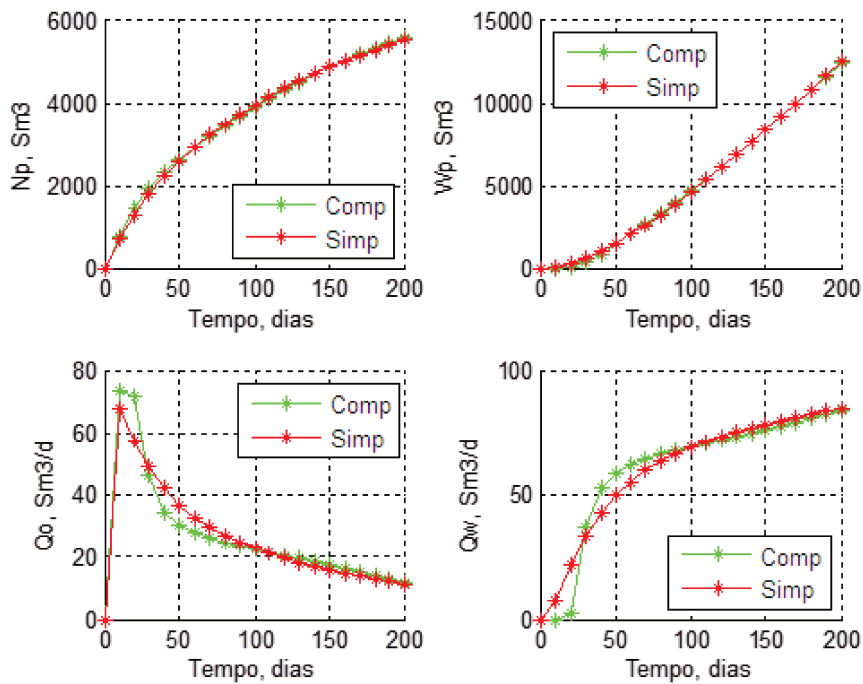 6000
4000
2000
0
Np, Sm3
Comp
Simp
0
50
100
150
200
Tempo, dias
15000
10000
5000
0
Wp, Sm3
Comp
Simp
0
50
100
150
200
Tempo, dias
80
60
40
20
0
Qo, Sm3/d
Comp
Simp
0
50
100
150
200
Tempo, dias
100
50
0
Qw, Sm3/d
Comp
Simp
0
50
100
150
200
Tempo, dias